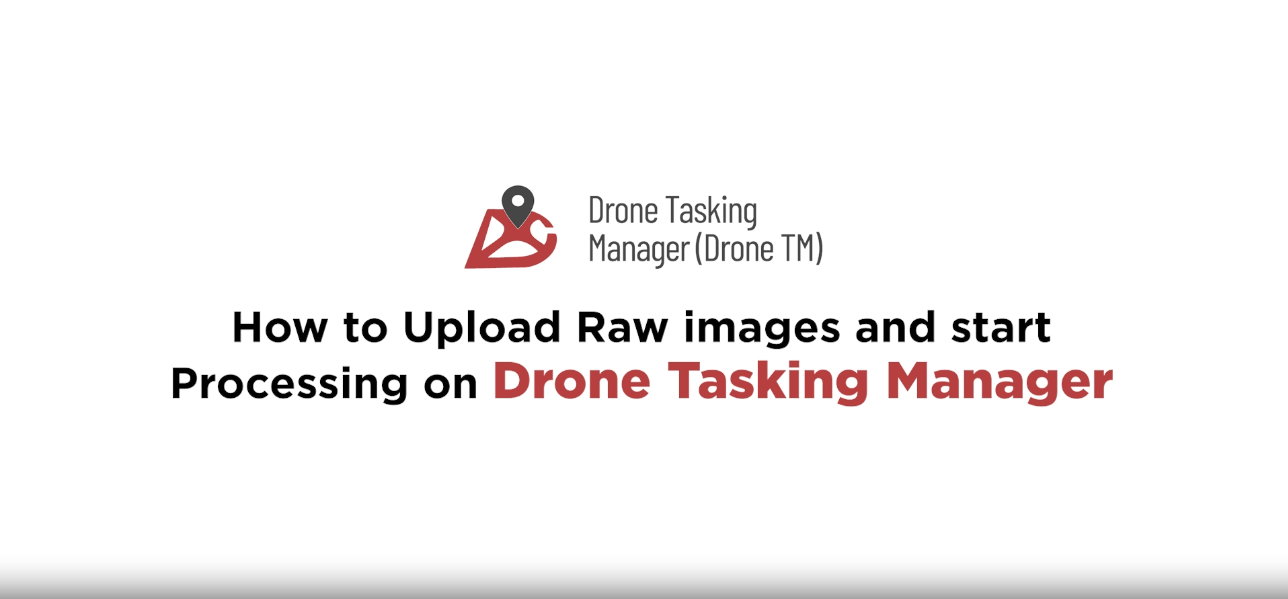 Drone Tasking
Manager (Drone TM)
How to Upload Raw images and start
Processing on Drone Tasking Manager